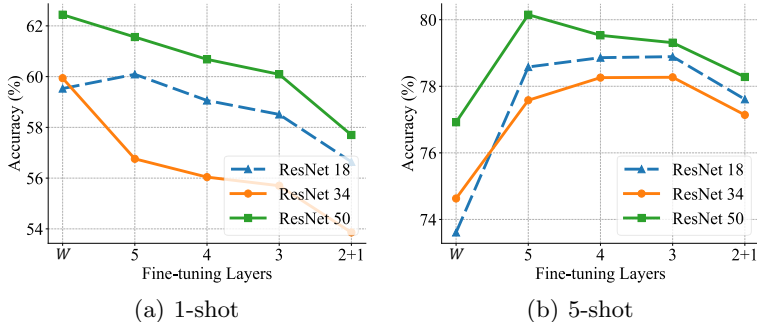 Accuracy (%)
62
60
58
56
54
ResNet 18
ResNet 34
ResNet 50
W 5 4 3 2+1
Fine-tuning Layers
(a) 1-shot
Accuracy (%)
80
78
76
74
ResNet 18
ResNet 34
ResNet 50
W 5 4 3 2+1
Fine-tuning Layers
(b) 5-shot